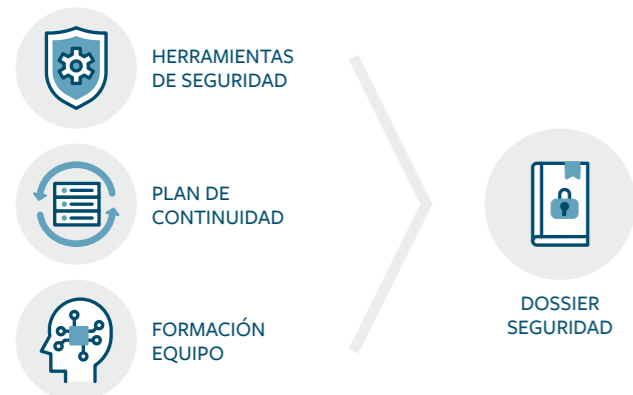 HERRAMIENTAS
DE SEGURIDAD
PLAN DE
CONTINUIDAD
FORMACIÓN
EQUIPO
DOSSIER
SEGURIDAD